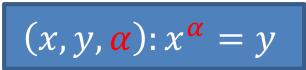 (x, y, α): x^α = y